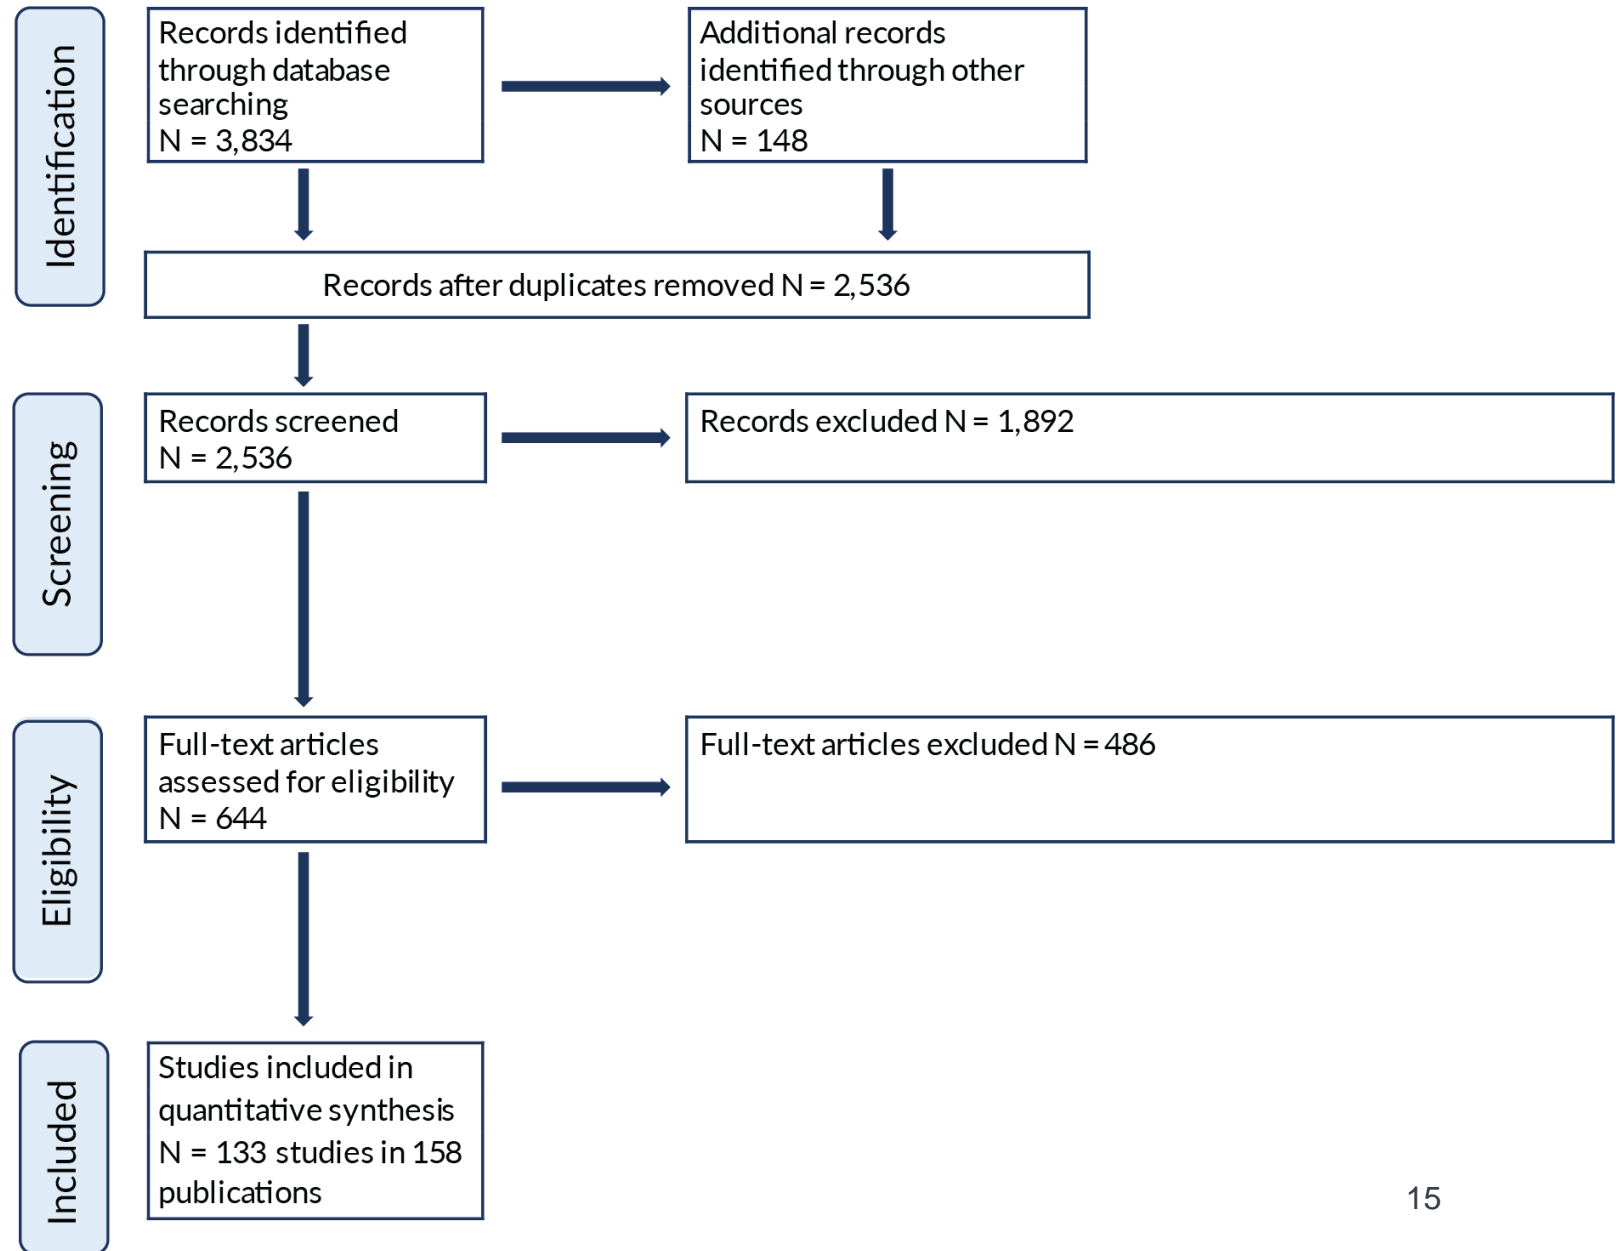 Identification
Records identified
through database
searching
N = 3,834
Additional records
identified through other
sources
N = 148
Records after duplicates removed N = 2,536
Screening
Records screened
N = 2,536
Records excluded N = 1,892
Eligibility
Full-text articles
assessed for eligibility
N = 644
Full-text articles excluded N = 486
Included
Studies included in
quantitative synthesis
N = 133 studies in 158
publications
15